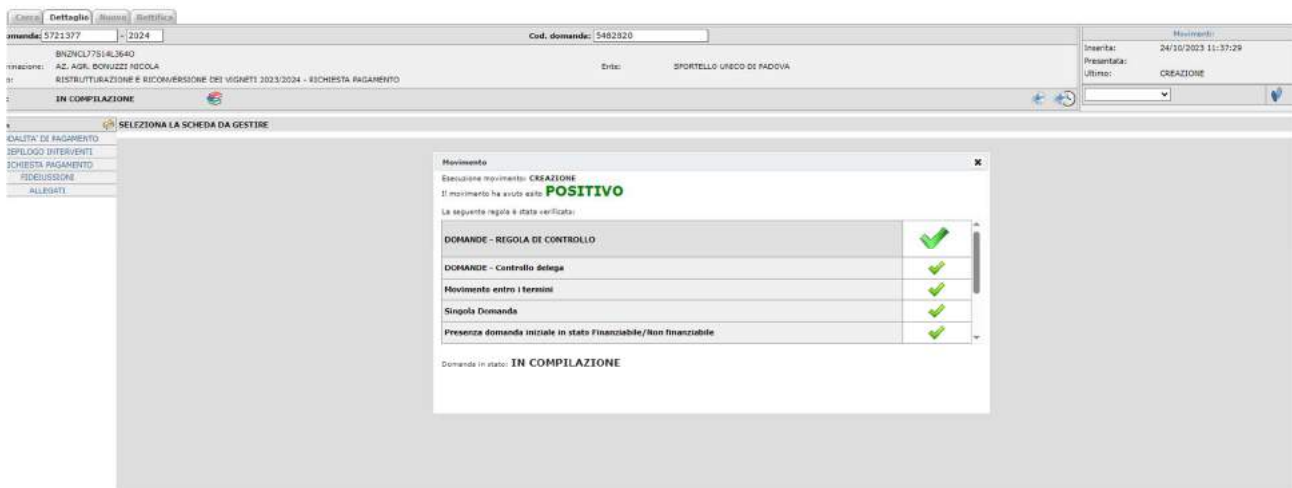 Cerca Dettaglio Nuovo Rettifica
omanda: 5721377 - 2024 Cod. domanda: 5482820 Movimenti
BNZNCL77S14L364O Inserita: 24/10/2023 11:37:29
minazione: AZ. AGR. BONUZZI NICOLA Ente: SPORTELLO UNICO DI PADOVA Presentata:
RISTRUTTURAZIONE E RICONVERSIONE DEI VIGNETI 2023/2024 - RICHIESTA PAGAMENTO Ultimo: CREAZIONE
IN COMPILAZIONE
SELEZIONA LA SCHEDA DA GESTIRE
ODALITA' DI PAGAMENTO
IEPILOGO INTERVENTI
ICHIESTA PAGAMENTO
FIDEIUSSIONI
ALLEGATI
Movimento
Esecuzione movimento: CREAZIONE
Il movimento ha avuto esito POSITIVO
La seguente regola è stata verificata:
DOMANDE - REGOLA DI CONTROLLO
DOMANDE - Controllo delega
Movimento entro i termini
Singola Domanda
Presenza domanda iniziale in stato Finanziabile/Non finanziabile
Domanda in stato: IN COMPILAZIONE